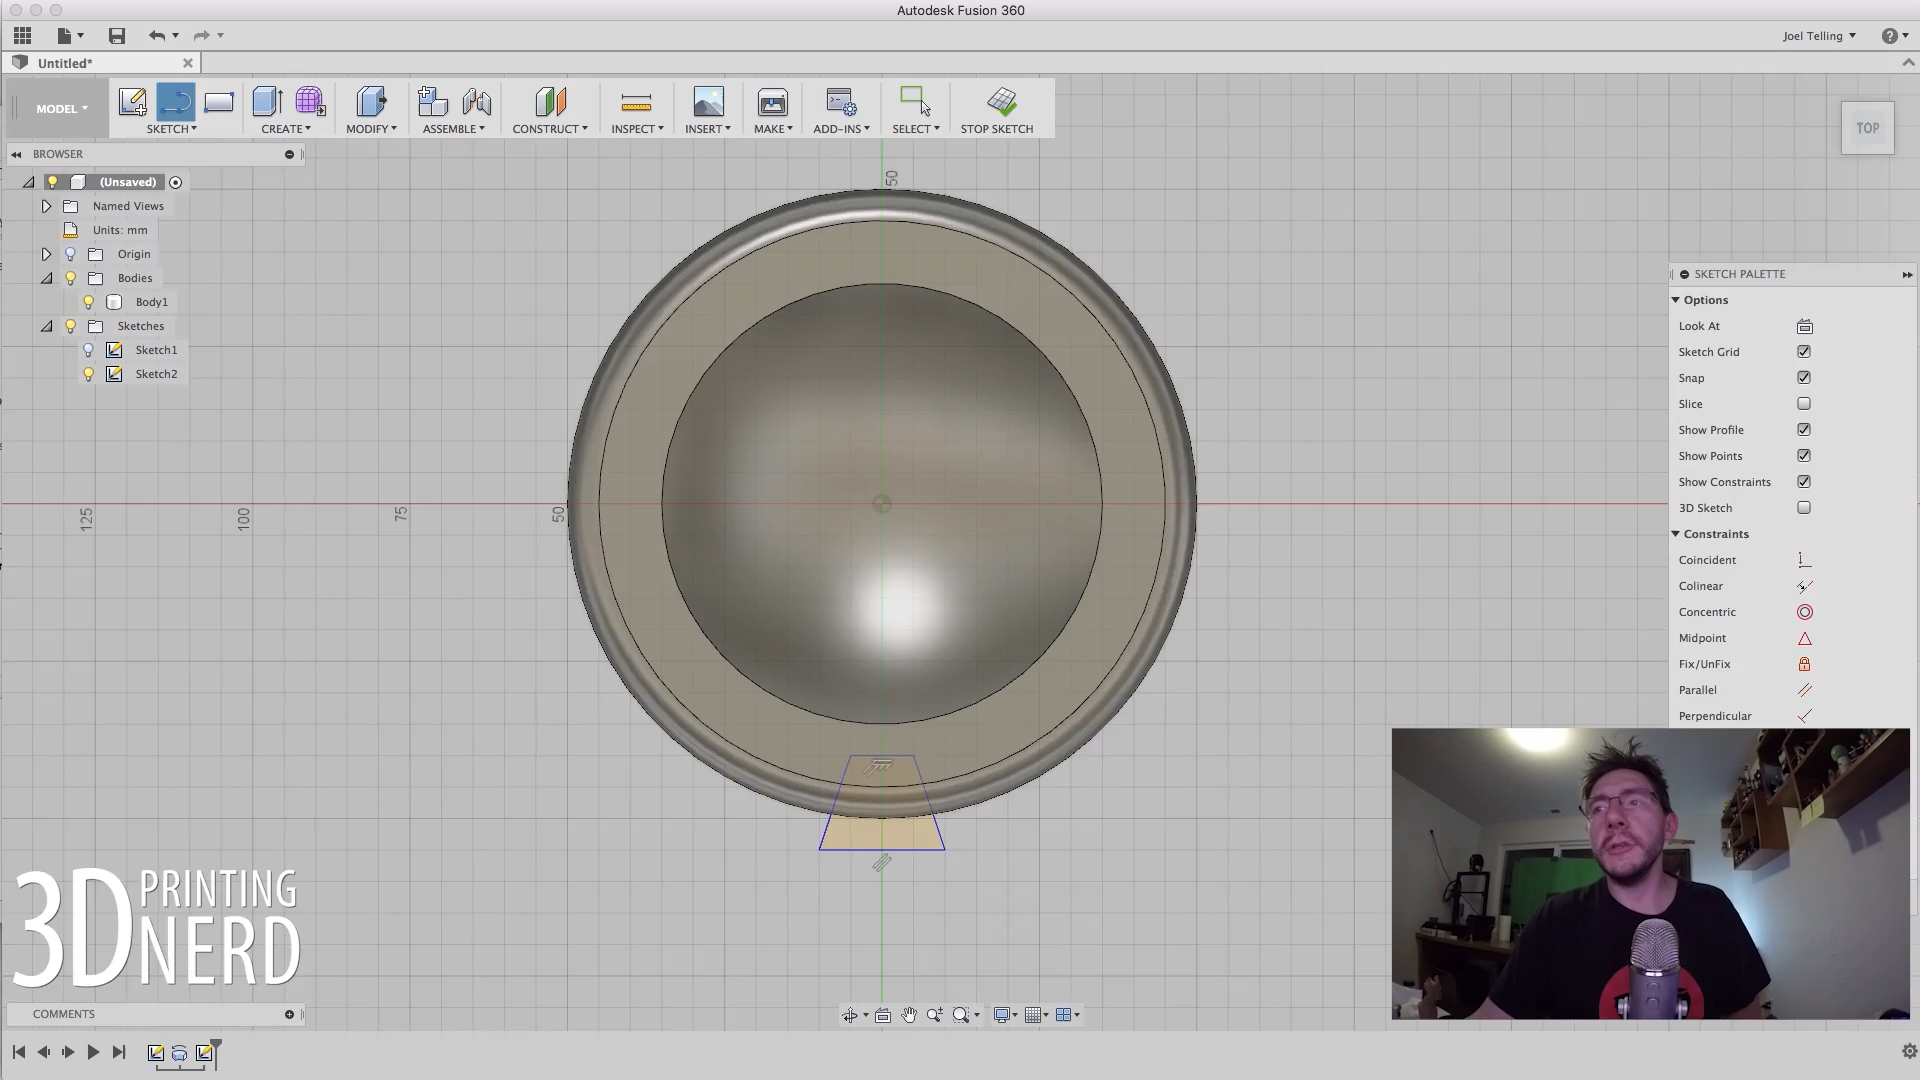 Autodesk Fusion 360
Joel Telling
Untitled*
MODEL
SKETCH
CREATE
MODIFY
ASSEMBLE
CONSTRUCT
INSPECT
INSERT
MAKE
ADD-INS
SELECT
STOP SKETCH
TOP
BROWSER
(Unsaved)
Named Views
Units: mm
Origin
Bodies
Body1
Sketches
Sketch1
Sketch2
50
125
100
75
50
SKETCH PALETTE
Options
Look At
Sketch Grid
Snap
Slice
Show Profile
Show Points
Show Constraints
3D Sketch
Constraints
Coincident
Colinear
Concentric
Midpoint
Fix/UnFix
Parallel
Perpendicular
3D PRINTING
NERD
COMMENTS